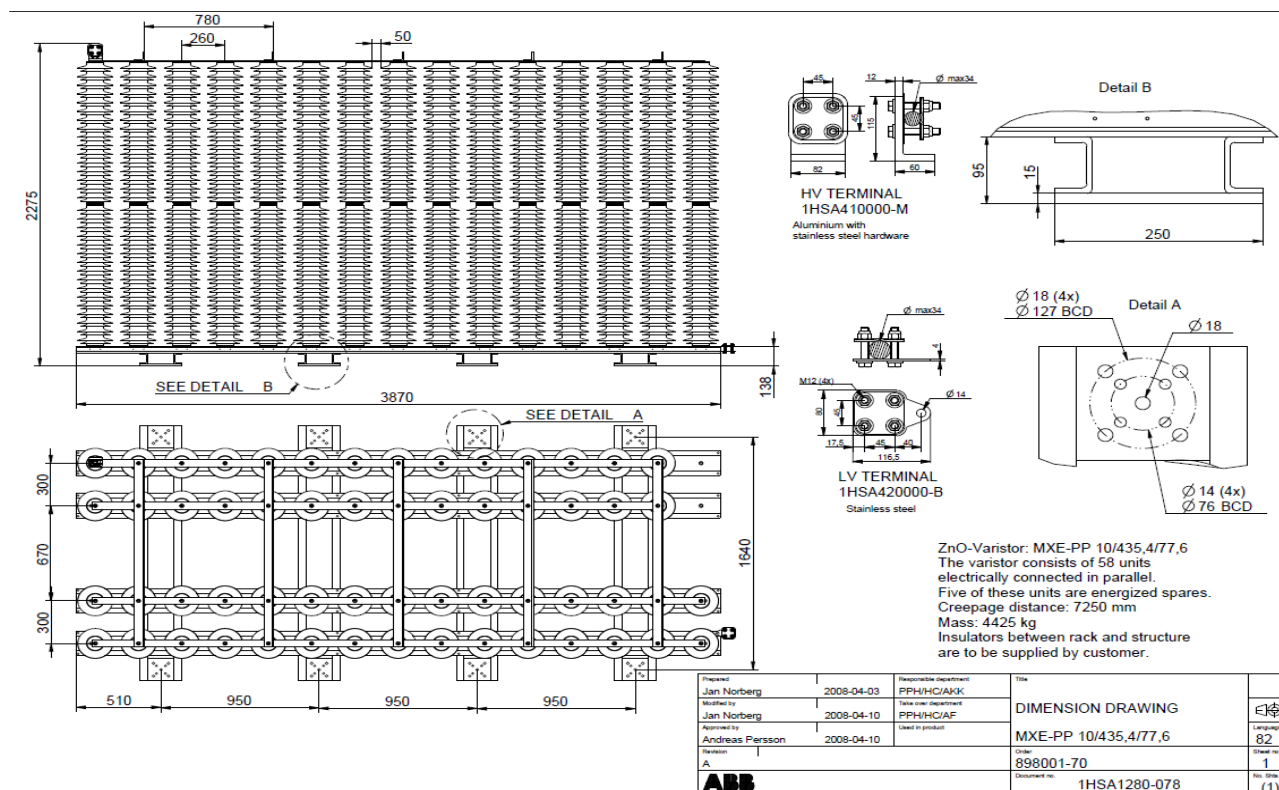 780
260
50
2275
SEE DETAIL B
138
3870
SEE DETAIL A
300
670
300
1640
510
950
950
950
45
45
82
12
Ø max34
115
60
HV TERMINAL
1HSA410000-M
Aluminium with
stainless steel hardware
Ø max34
4
M12 (4x)
Ø 14
80
45
17,5
45
40
116,5
LV TERMINAL
1HSA420000-B
Stainless steel
Detail B
95
15
250
Detail A
Ø 18 (4x)
Ø 127 BCD
Ø 18
Ø 14 (4x)
Ø 76 BCD
ZnO-Varistor: MXE-PP 10/435,4/77,6
The varistor consists of 58 units
electrically connected in parallel.
Five of these units are energized spares.
Creepage distance: 7250 mm
Mass: 4425 kg
Insulators between rack and structure
are to be supplied by customer.
Prepared
Jan Norberg 2008-04-03
Responsible department
PPH/HC/AKK
Modified by
Jan Norberg 2008-04-10
Take over department
PPH/HC/AF
Approved by
Andreas Persson 2008-04-10
Used in product
Revision
A
ABB
Title
DIMENSION DRAWING
MXE-PP 10/435,4/77,6
Order
898001-70
Document no.
1HSA1280-078
Language
82
Sheet no
1
No. Shts.
(1)